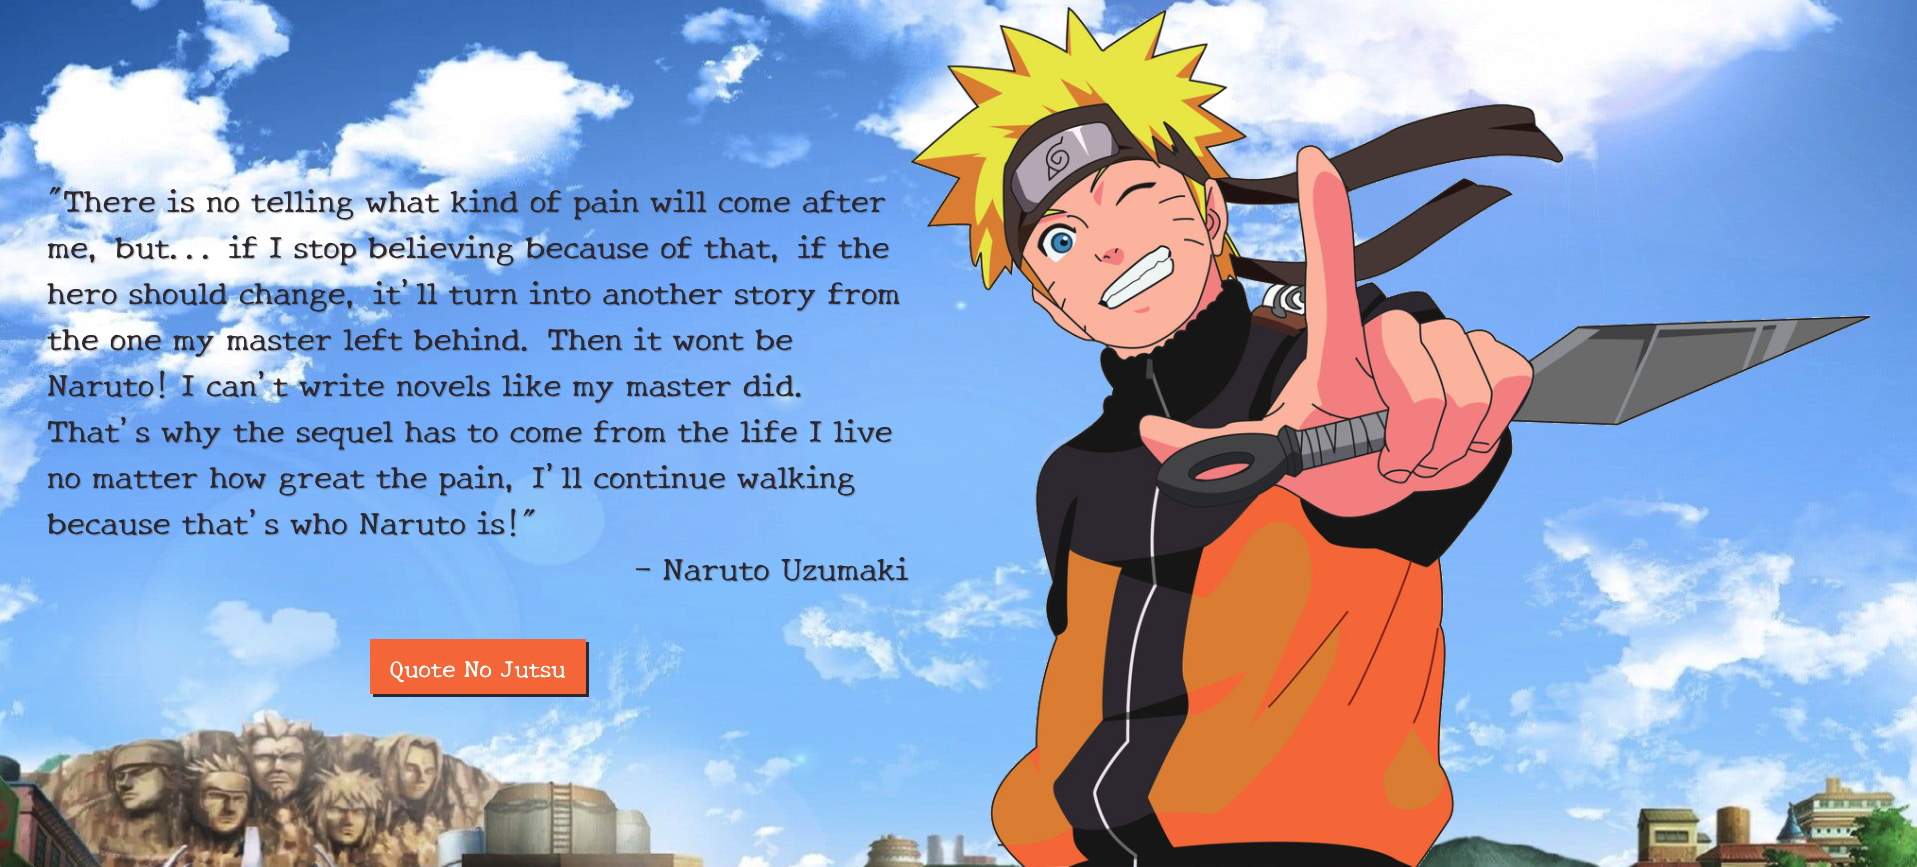 "There is no telling what kind of pain will come after
me, but... if I stop believing because of that, if the
hero should change, it's'll turn into another story from
the one my master left behind. Then it wont be
Naruto! I can't write novels like my master did.
That's why the sequel has to come from the life I live
no matter how great the pain, I'll continue walking
because that's who Naruto is!"
- Naruto Uzumaki
Quote No Jutsu